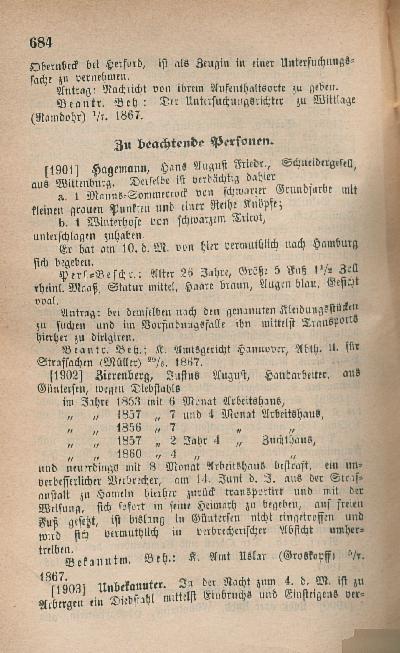 684
Obernbeck bei Herford, ist als Zeugin in einer Untersuchungs-
sache zu vernehmen.
Antrag: Nachricht von ihrem Aufenthaltsorte zu geben.
Beantr. Beh.: Der Untersuchungsrichter zu Wittlage
(Ramdohr) 1/7. 1867.
Zu beachtende Personen.
[1901] Hagemann, Hans August Friedr., Schneidergesell,
aus Wittenburg. Derselbe ist verdächtig dahier
a. 1 Manns-Sommerrock von schwarzer Grundfarbe mit
kleinen grauen Punkten und einer Reihe Knöpfe;
b. 1 Winterhose von schwarzem Tricot,
unterschlagen zu haben.
Er hat am 10. d. M. von hier vermuthlich nach Hamburg
sich begeben.
Pers.-Beschr.: Alter 26 Jahre, Größe 5 Fuß 1 1/2 Zoll
rheinl. Maaß, Statur mittel, Haare braun, Augen blau, Gesicht
oval.
Antrag: bei demselben nach den genannten Kleidungsstücken
zu suchen und im Vorfindungsfalle ihn mittelst Transports
hierher zu dirigiren.
Beantr. Beh.: K. Amtsgericht Hannover, Abth. II. für
Strafsachen (Müller) /6. 1867.
[1902] Zierenberg, Justus August, Handarbeiter, aus
Güntersen, wegen Diebstahls
im Jahre 1853 mit 6 Monat Arbeitshaus,
„ „ 1857 „ 7 und 4 Monat Arbeitshaus,
„ „ 1856 „ 7 „ „
„ „ 1857 „ 2 Jahr 4 „ Zuchthaus,
„ „ 1860 „ 4 „ „
und neuerdings mit 8 Monat Arbeitshaus bestraft, ein un-
verbesserlicher Verbrecher, am 14. Juni d. J. aus der Straf-
anstalt zu Hameln hierher zurück transportirt und mit der
Weisung, sich sofort in seine Heimath zu begeben, auf freien
Fuß gesetzt, ist bislang in Güntersen nicht eingetroffen und
wird sich vermuthlich in verbrecherischer Absicht umher-
treiben.
Bekanntm. Beh.: K. Amt Uslar (Groskopff) /7.
1867.
[1903] Unbekannter. In der Nacht zum 4. d. M. ist zu
Arbergen ein Diebstahl mittelst Einbruchs und Einsteigens ver-